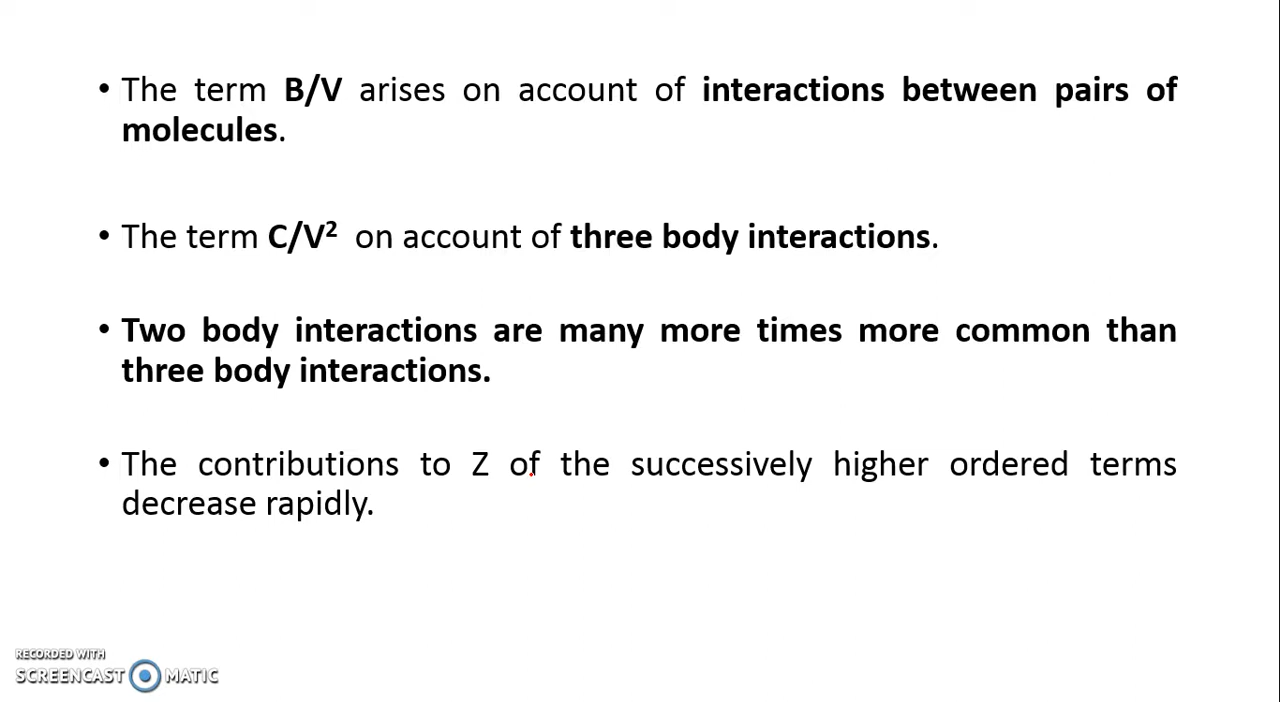 • The term B/V arises on account of interactions between pairs of
molecules.
• The term C/V² on account of three body interactions.
• Two body interactions are many more times more common than
three body interactions.
• The contributions to Z of the successively higher ordered terms
decrease rapidly.
RECORDED WITH
SCREENCAST MATIC